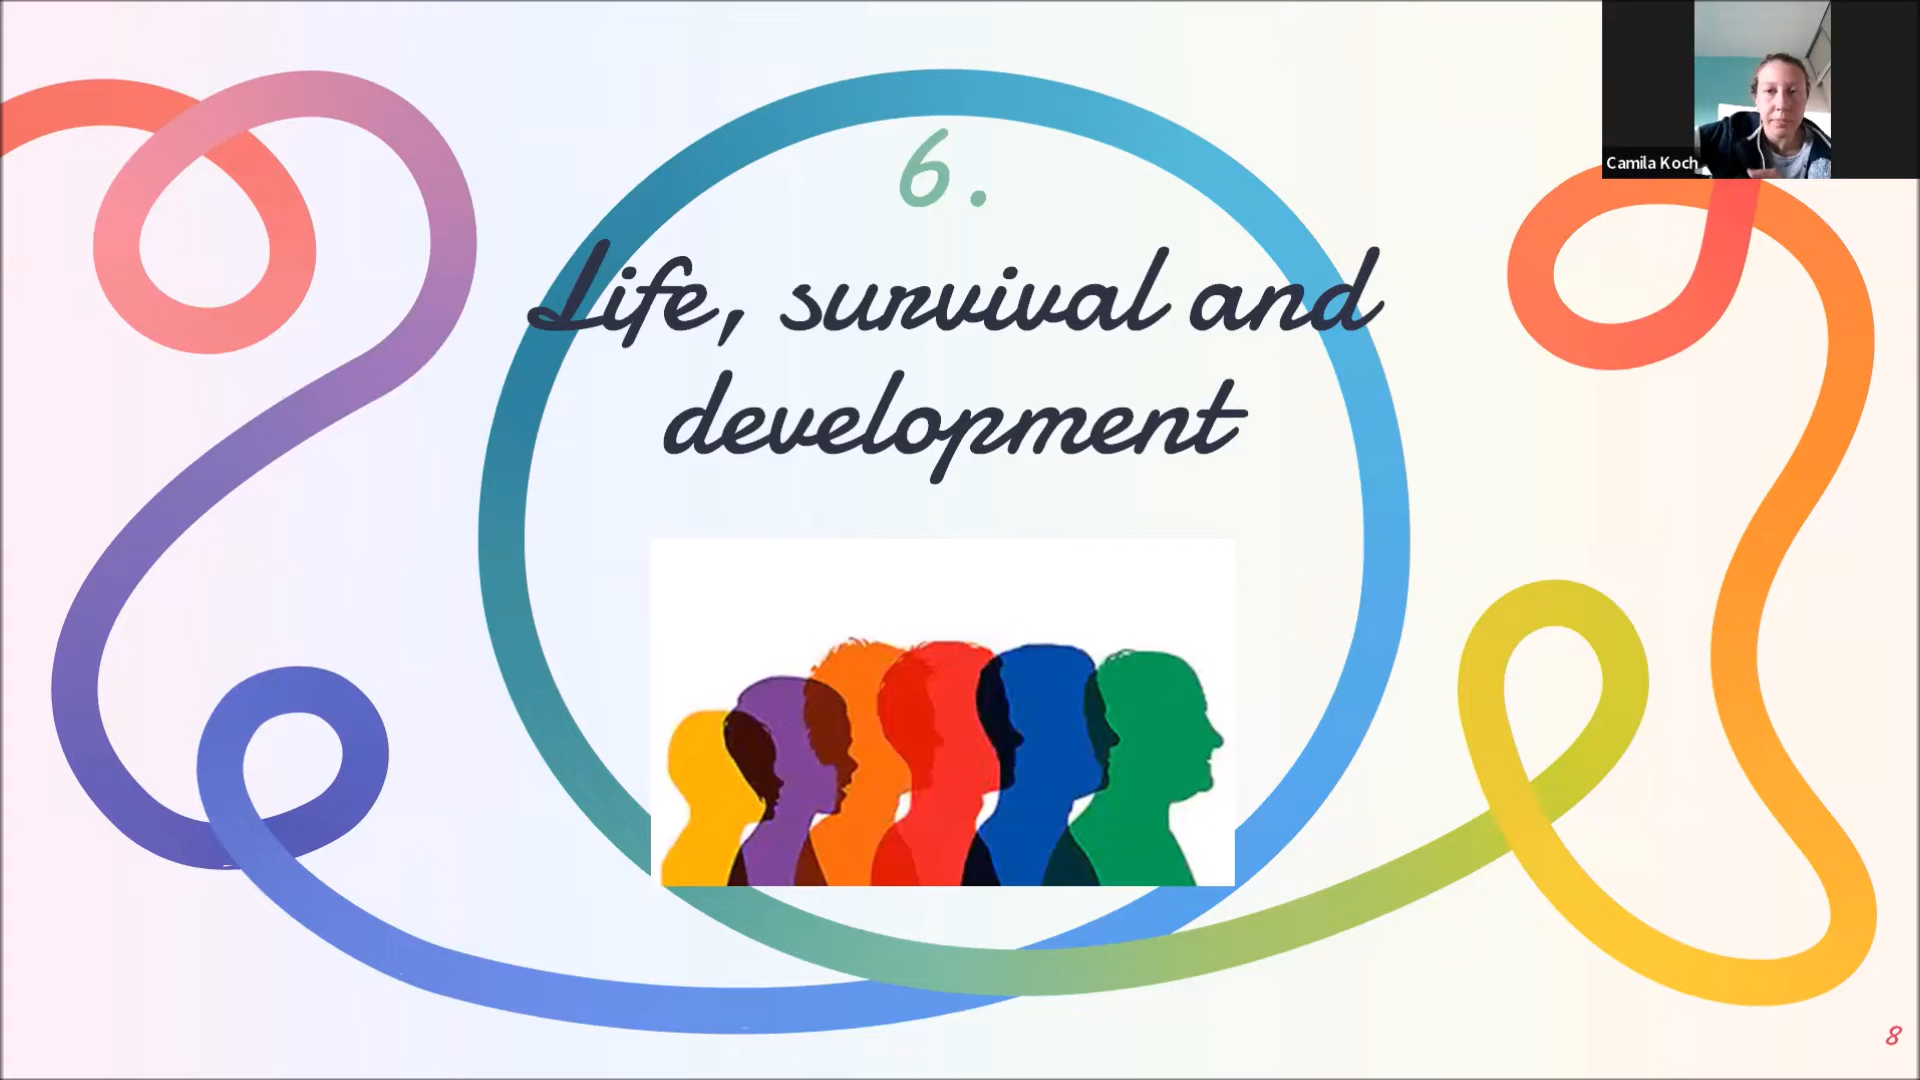 6.
Life, survival and
development
Camila Koch
8